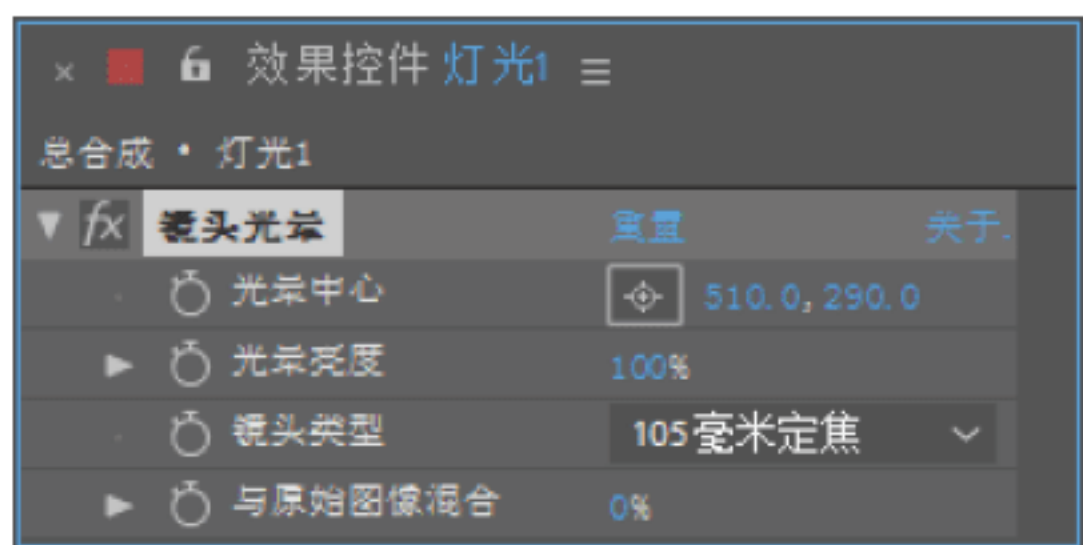 × 效果控件 灯光1 ≡
总合成 • 灯光1
fx 镜头光晕 重置 关于.
光晕中心 510.0, 290.0
光晕亮度 100%
镜头类型 105毫米定焦
与原始图像混合 0%